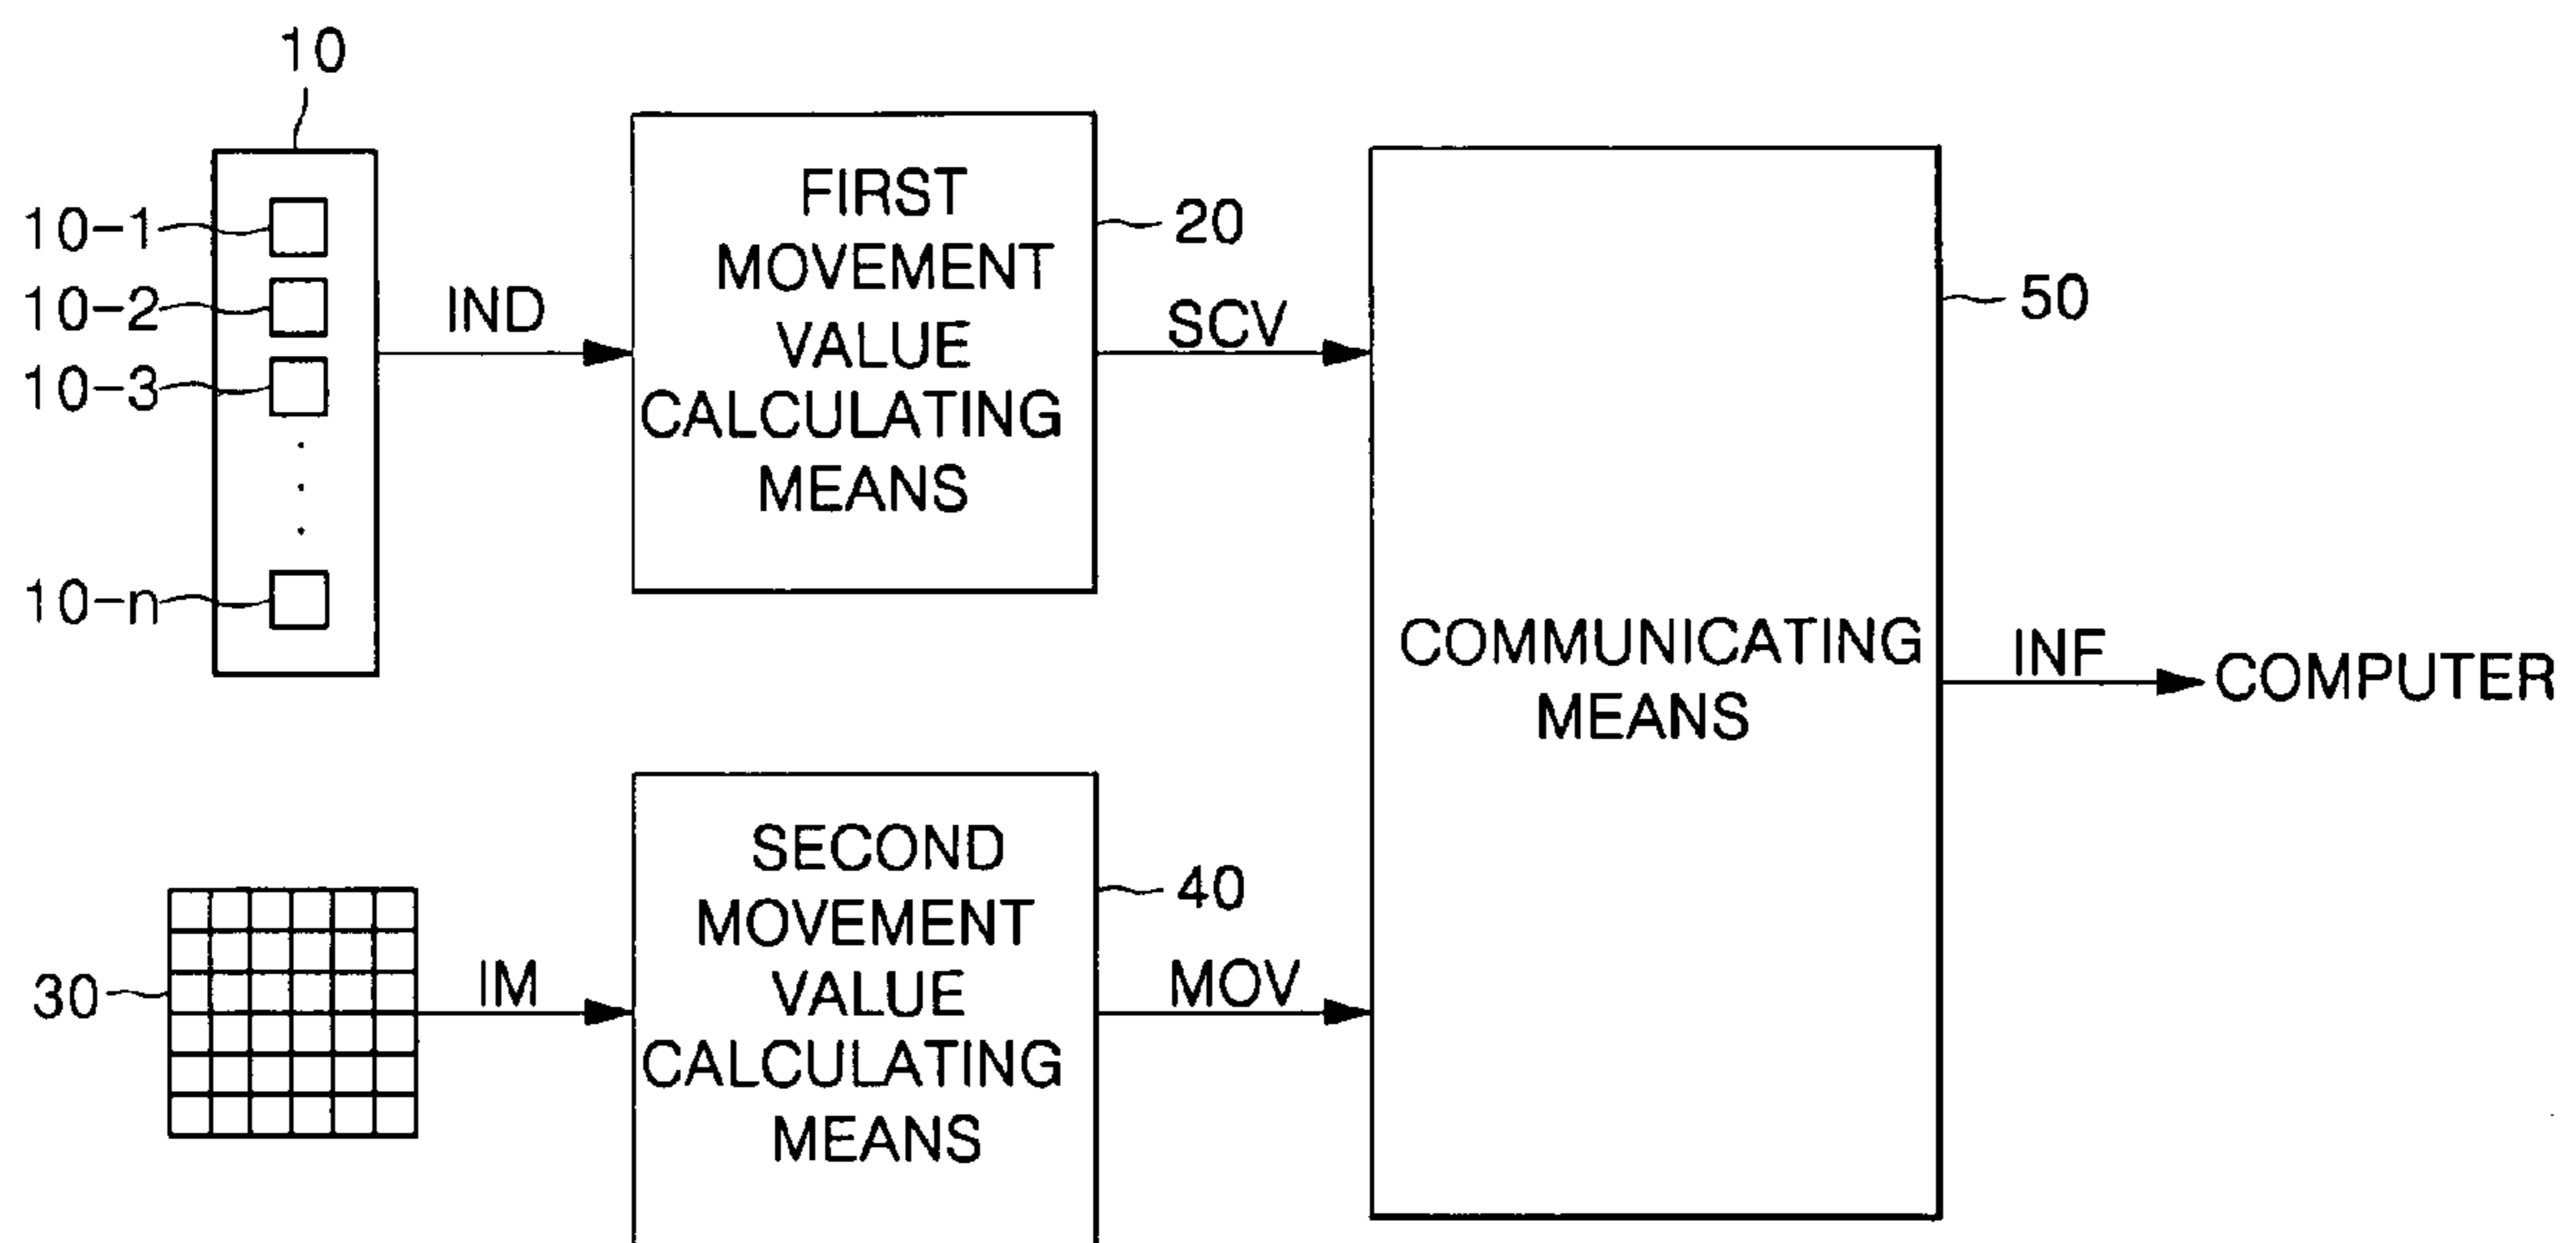 10
10-1
10-2
10-3
10-n
IND
FIRST
MOVEMENT
VALUE
CALCULATING
MEANS
20
SCV
30
IM
SECOND
MOVEMENT
VALUE
CALCULATING
MEANS
40
MOV
COMMUNICATING
MEANS
50
INF
COMPUTER